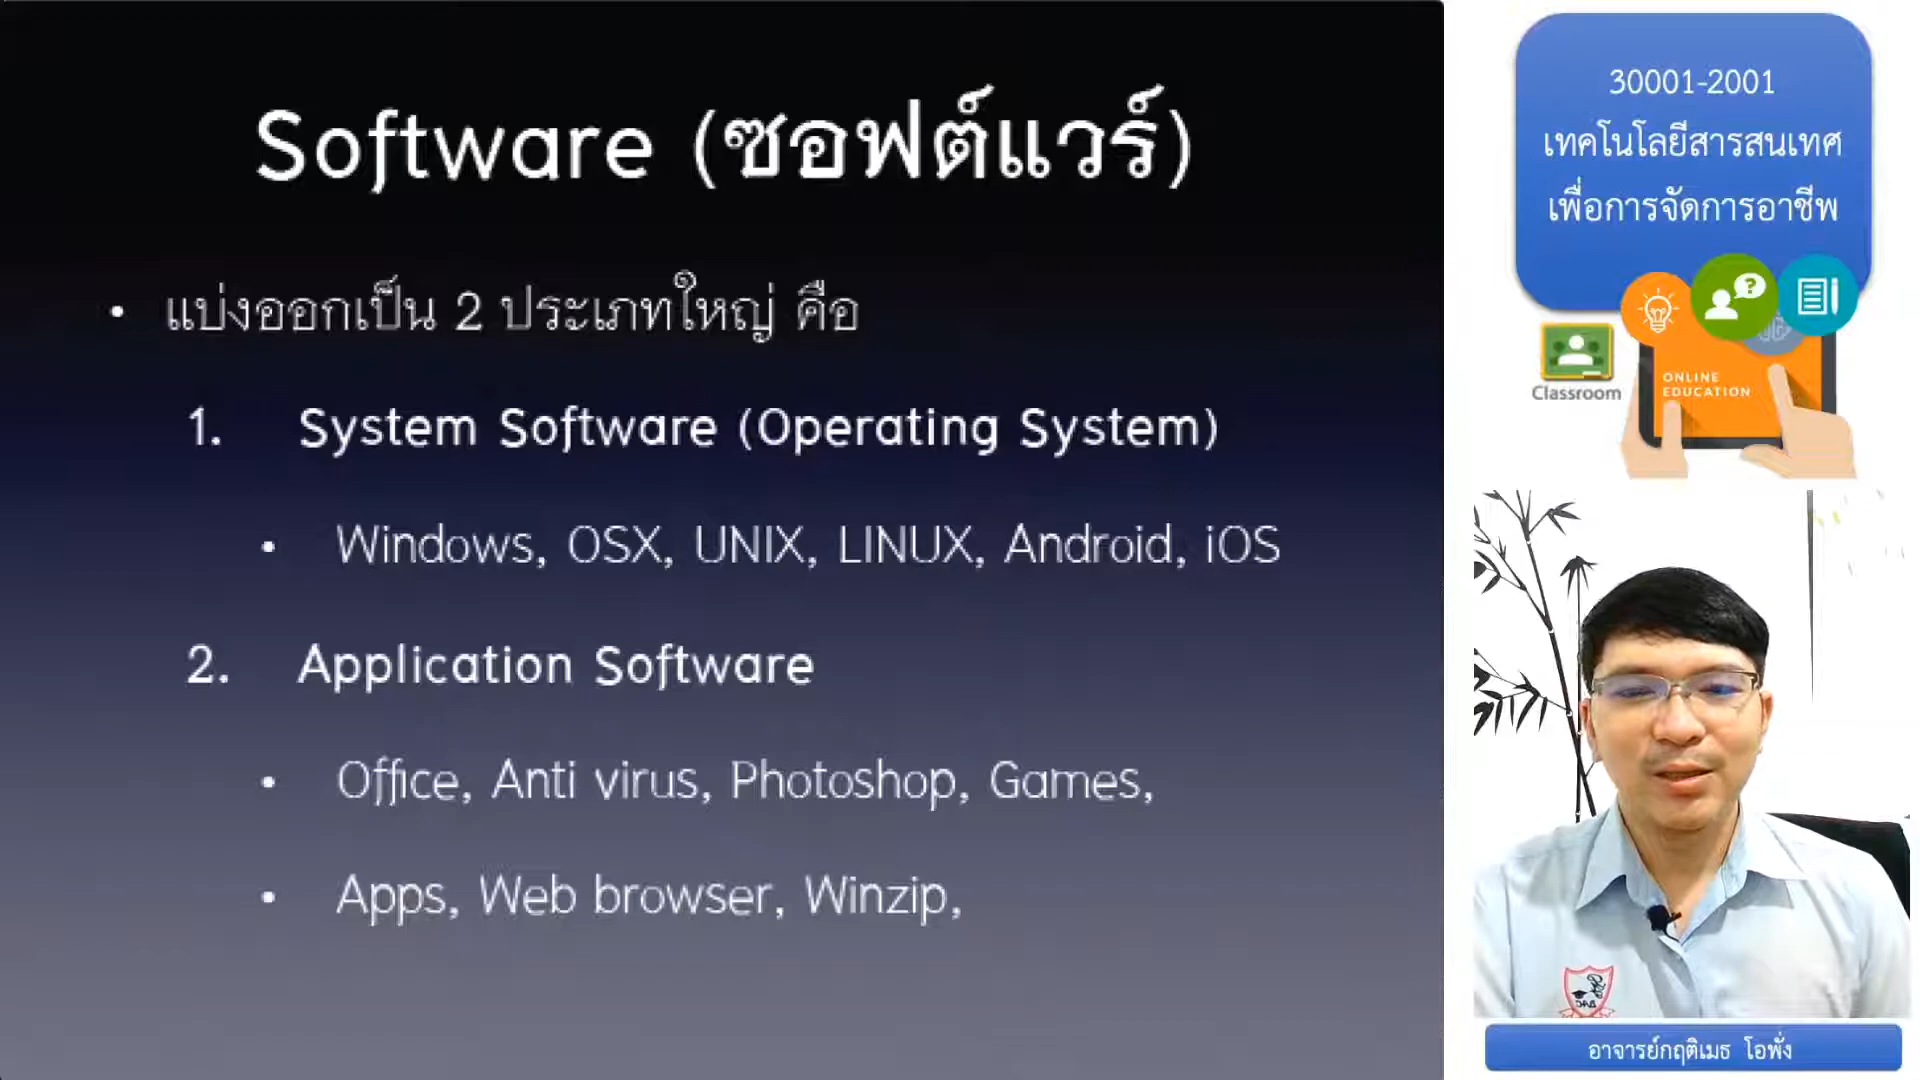 Software (ซอฟต์แวร์)
• แบ่งออกเป็น 2 ประเภทใหญ่ คือ
1. System Software (Operating System)
• Windows, OSX, UNIX, LINUX, Android, iOS
2. Application Software
• Office, Anti virus, Photoshop, Games,
• Apps, Web browser, Winzip,
30001-2001
เทคโนโลยีสารสนเทศ
เพื่อการจัดการอาชีพ
Classroom
ONLINE
EDUCATION
อาจารย์กฤติเมธ โอพั่ง